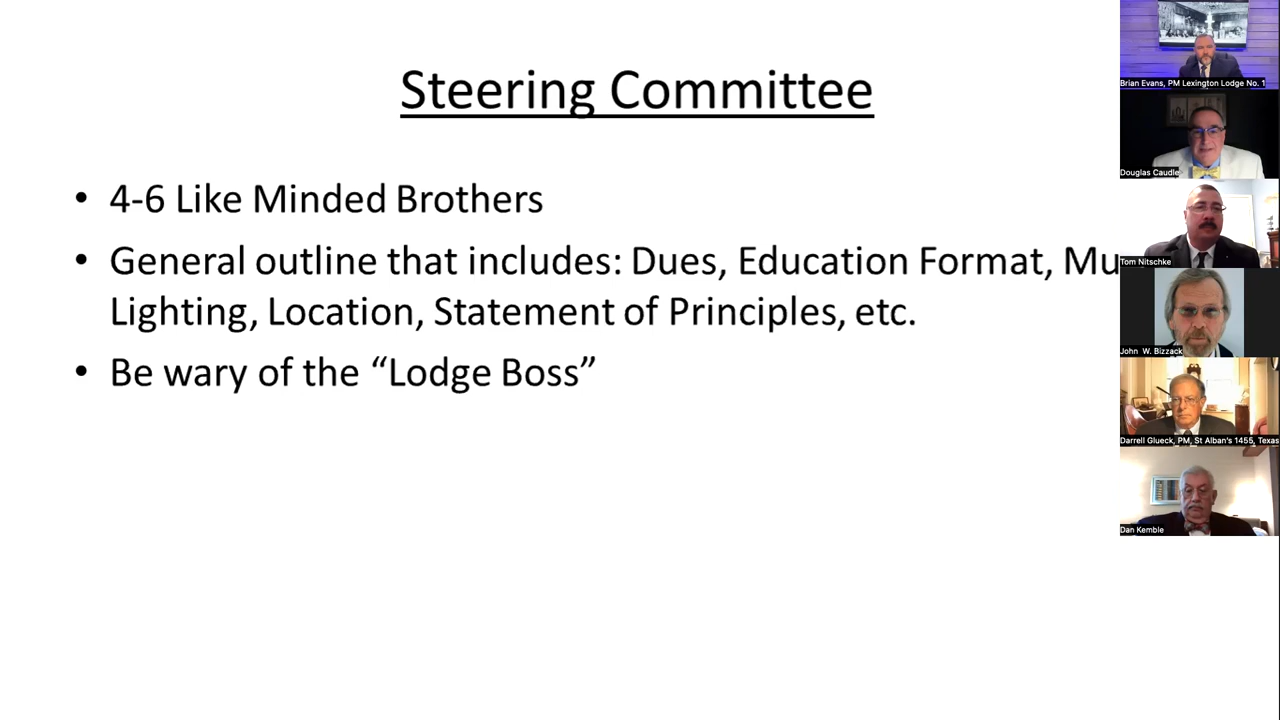 Steering Committee
• 4-6 Like Minded Brothers
• General outline that includes: Dues, Education Format,
Lighting, Location, Statement of Principles, etc.
• Be wary of the “Lodge Boss”
Brian Evans, PM Lexington Lodge No. 1
Douglas Caudle
Tom Nitschke
John W. Bizzack
Darrell Glueck, PM, St Alban's 1455, Texas
Dan Kemble